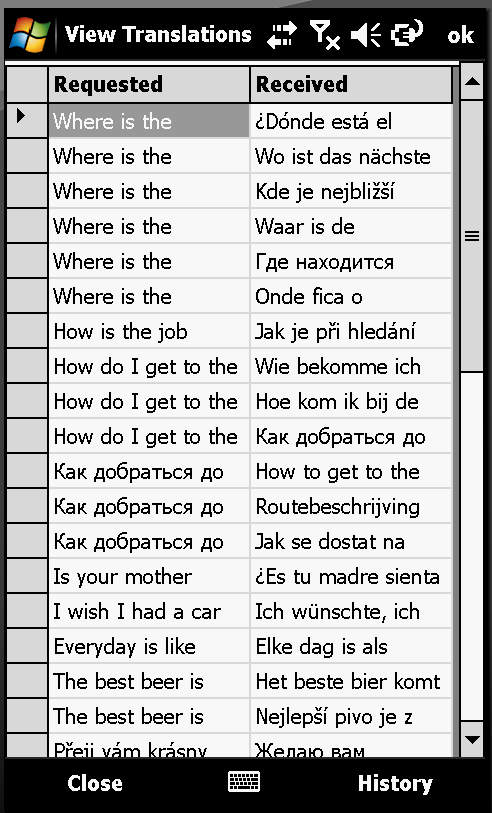 View Translations ok
Requested Received
Where is the ¿Dónde está el
Where is the Wo ist das nächste
Where is the Kde je nejbližší
Where is the Waar is de
Where is the Где находится
Where is the Onde fica o
How is the job Jak je při hledání
How do I get to the Wie bekomme ich
How do I get to the Hoe kom ik bij de
How do I get to the Как добраться до
Как добраться до How to get to the
Как добраться до Routebeschrijving
Как добраться до Jak se dostat na
Is your mother ¿Es tu madre sienta
I wish I had a car Ich wünschte, ich
Everyday is like Elke dag is als
The best beer is Het beste bier komt
The best beer is Nejlepší pivo je z
Přeji vám krásny Желаю вам
Close History